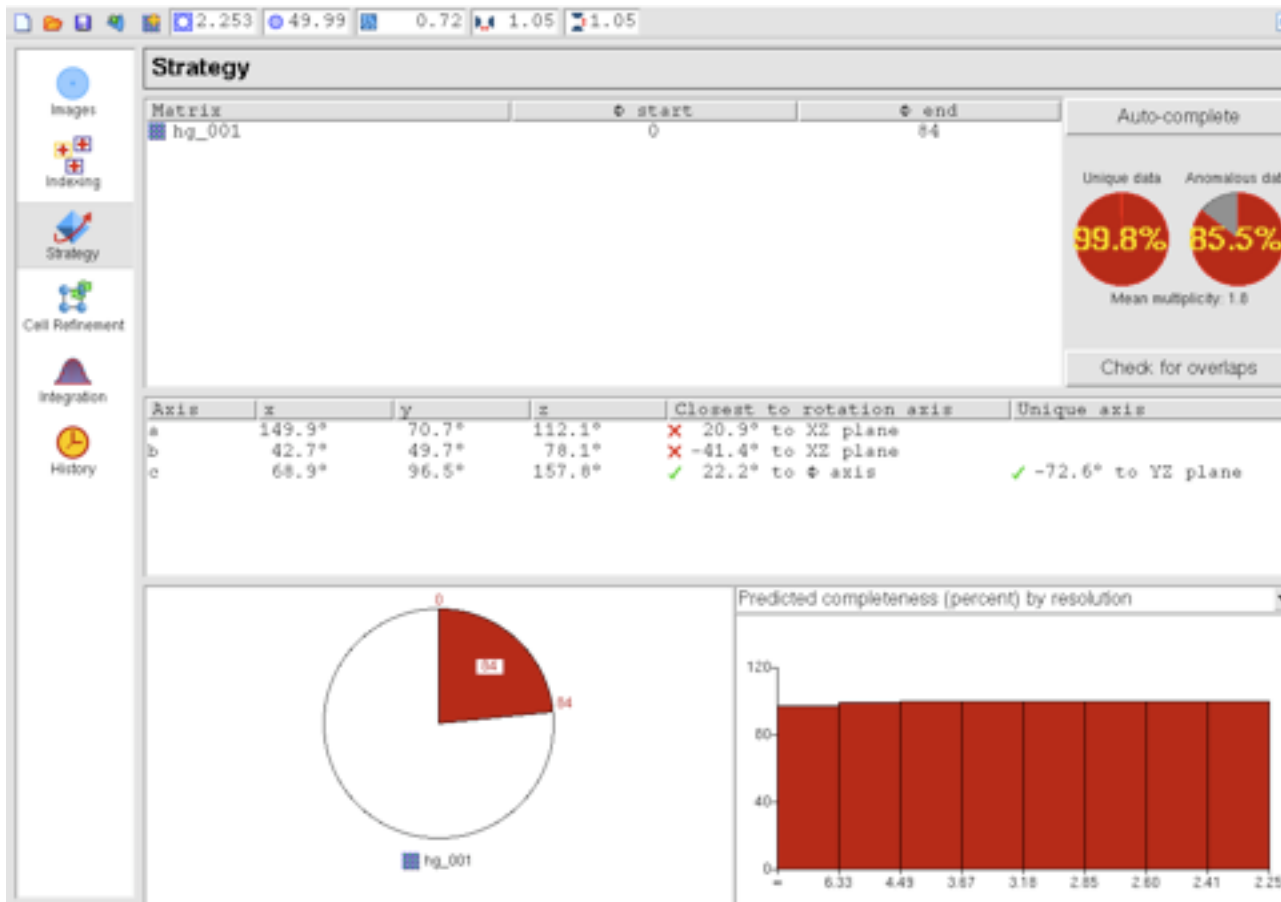 2.253 49.99 0.72 1.05 1.05
Strategy
Images
Indexing
Strategy
Cell Refinement
Integration
History
Matrix Φ start Φ end
hg_001 0 84
Auto-complete
Unique data Anomalous dat
99.8% 85.5%
Mean multiplicity: 1.8
Check for overlaps
Axis x y z Closest to rotation axis Unique axis
a 149.9° 70.7° 112.1° ✗ 20.9° to XZ plane
b 42.7° 49.7° 78.1° ✗ -41.4° to XZ plane
c 68.9° 96.5° 157.8° ✓ 22.2° to Φ axis ✓ -72.6° to YZ plane
0
84
84
hg_001
Predicted completeness (percent) by resolution
120
80
40
0
∞ 6.33 4.49 3.67 3.18 2.85 2.60 2.41 2.25